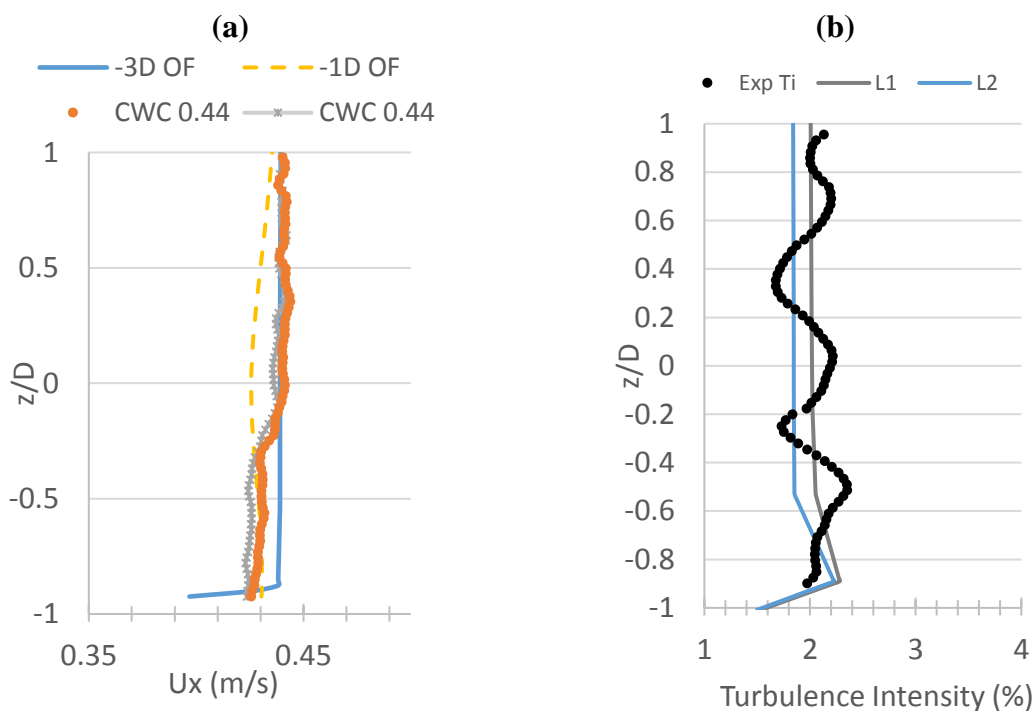 (a)
-3D OF
-1D OF
CWC 0.44
CWC 0.44
1
0.5
0
-0.5
-1
z/D
0.35
0.45
Ux (m/s)
(b)
Exp Ti
L1
L2
1
0.8
0.6
0.4
0.2
0
-0.2
-0.4
-0.6
-0.8
-1
z/D
1
2
3
4
Turbulence Intensity (%)